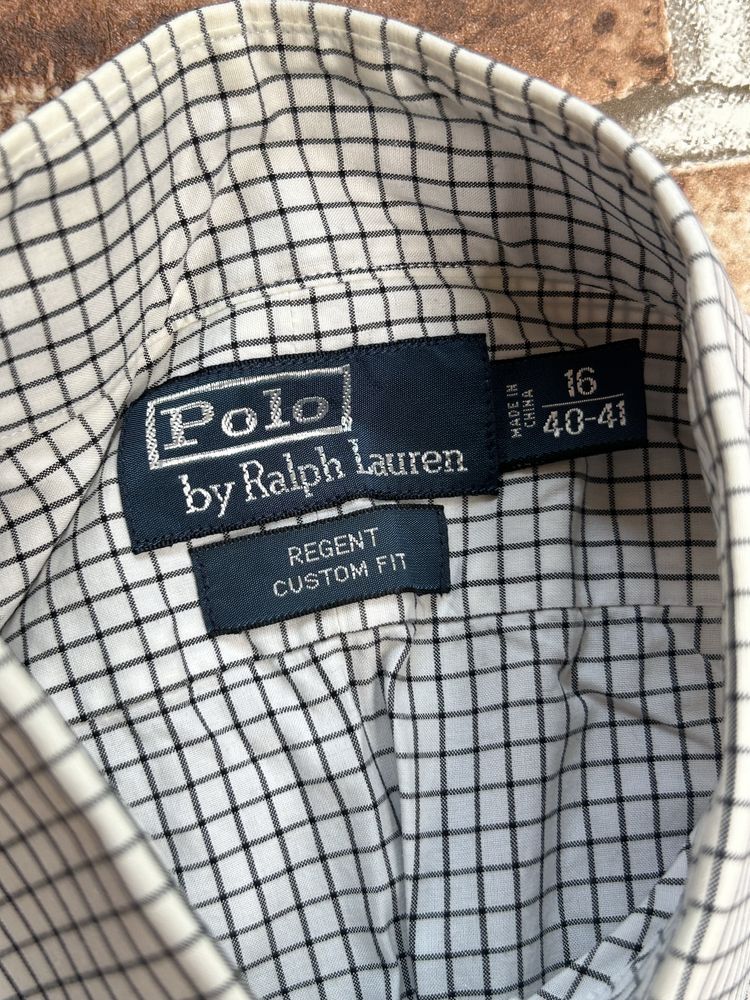 Polo
by Ralph Lauren
MADE IN
CHINA
16
40-41
REGENT
CUSTOM FIT